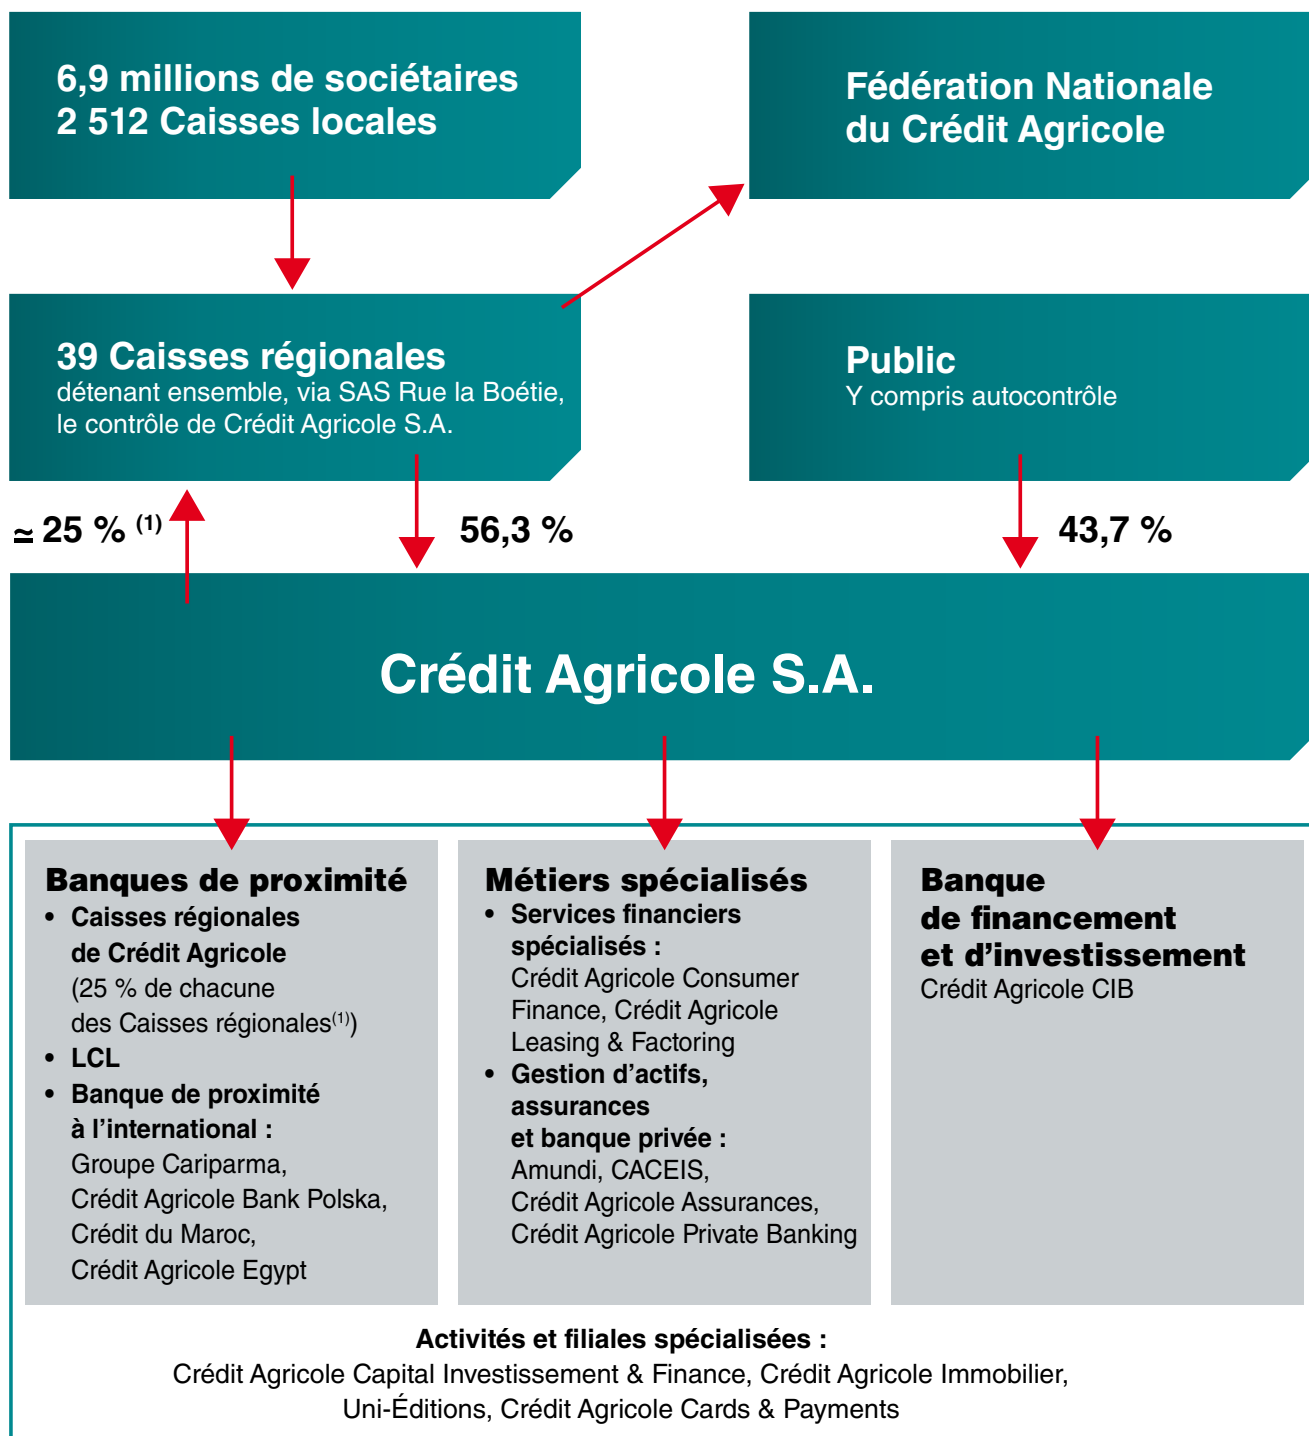 6,9 millions de sociétaires
2 512 Caisses locales
Fédération Nationale
du Crédit Agricole
39 Caisses régionales
détenant ensemble, via SAS Rue la Boétie,
le contrôle de Crédit Agricole S.A.
Public
Y compris autocontrôle
≃ 25 % (1)
56,3 %
43,7 %
Crédit Agricole S.A.
Banques de proximité
• Caisses régionales
de Crédit Agricole
(25 % de chacune
des Caisses régionales(1))
• LCL
• Banque de proximité
à l’international :
Groupe Cariparma,
Crédit Agricole Bank Polska,
Crédit du Maroc,
Crédit Agricole Egypt
Métiers spécialisés
• Services financiers
spécialisés :
Crédit Agricole Consumer
Finance, Crédit Agricole
Leasing & Factoring
• Gestion d’actifs,
assurances
et banque privée :
Amundi, CACEIS,
Crédit Agricole Assurances,
Crédit Agricole Private Banking
Banque
de financement
et d’investissement
Crédit Agricole CIB
Activités et filiales spécialisées :
Crédit Agricole Capital Investissement & Finance, Crédit Agricole Immobilier,
Uni-Éditions, Crédit Agricole Cards & Payments